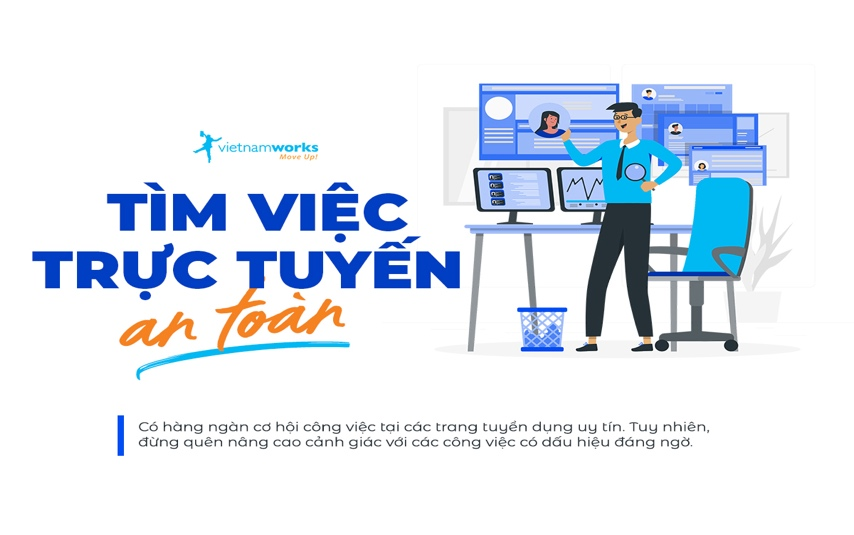 vietnamworks
Move Up!
TÌM VIỆC
TRỰC TUYẾN
an toàn
Có hàng ngàn cơ hội công việc tại các trang tuyển dụng uy tín. Tuy nhiên,
đừng quên nâng cao cảnh giác với các công việc có dấu hiệu đáng ngờ.